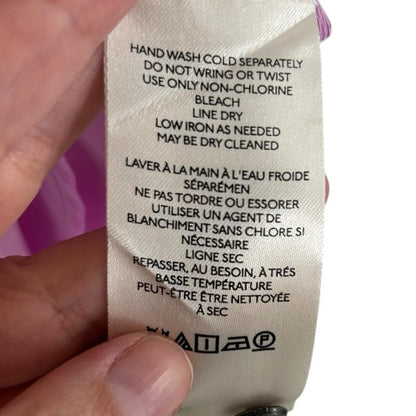 HAND WASH COLD SEPARATELY
DO NOT WRING OR TWIST
USE ONLY NON-CHLORINE
BLEACH
LINE DRY
LOW IRON AS NEEDED
MAY BE DRY CLEANED
LAVER À LA MAIN À L'EAU FROIDE
SÉPARÉMEN
NE PAS TORDRE OU ESSORER
UTILISER UN AGENT DE
BLANCHIMENT SANS CHLORE SI
NÉCESSAIRE
LIGNE SEC
REPASSER, AU BESOIN, À TRÉS
BASSE TEMPÉRATURE
PEUT-ÊTRE ÊTRE NETTOYÉE
À SEC
P